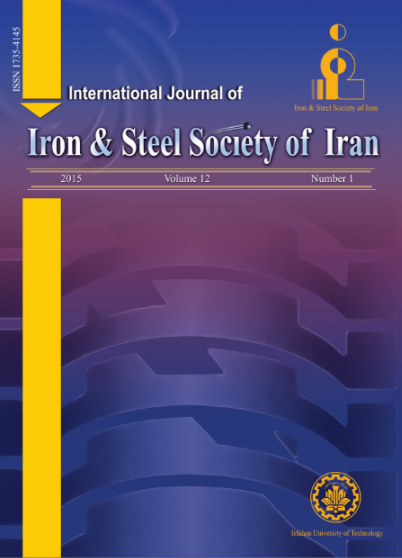 ISSN 1735-4145
Iron & Steel Society of Iran
International Journal of
Iron & Steel Society of Iran
2015 Volume 12 Number 1
Isfahan University of Technology